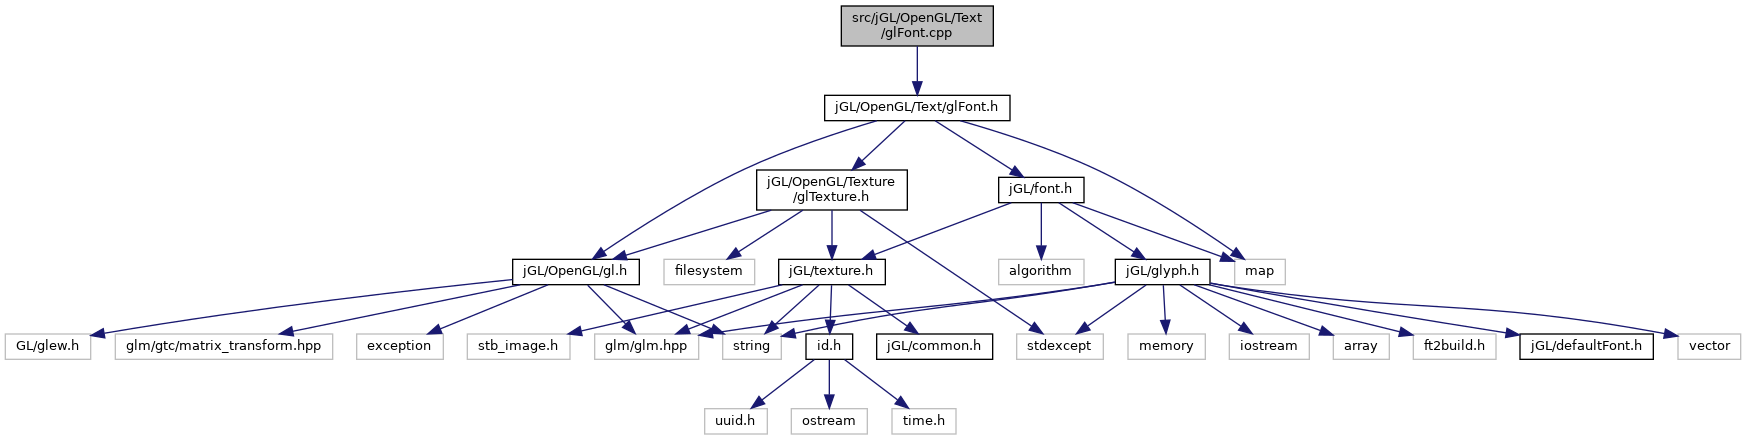 src/jGL/OpenGL/Text
/glFont.cpp
jGL/OpenGL/Text/glFont.h
jGL/OpenGL/Texture
/glTexture.h
jGL/font.h
jGL/OpenGL/gl.h
filesystem
jGL/texture.h
algorithm
jGL/glyph.h
map
GL/glew.h
glm/gtc/matrix_transform.hpp
exception
stb_image.h
glm/glm.hpp
string
id.h
jGL/common.h
stdexcept
memory
iostream
array
ft2build.h
jGL/defaultFont.h
vector
uuid.h
ostream
time.h